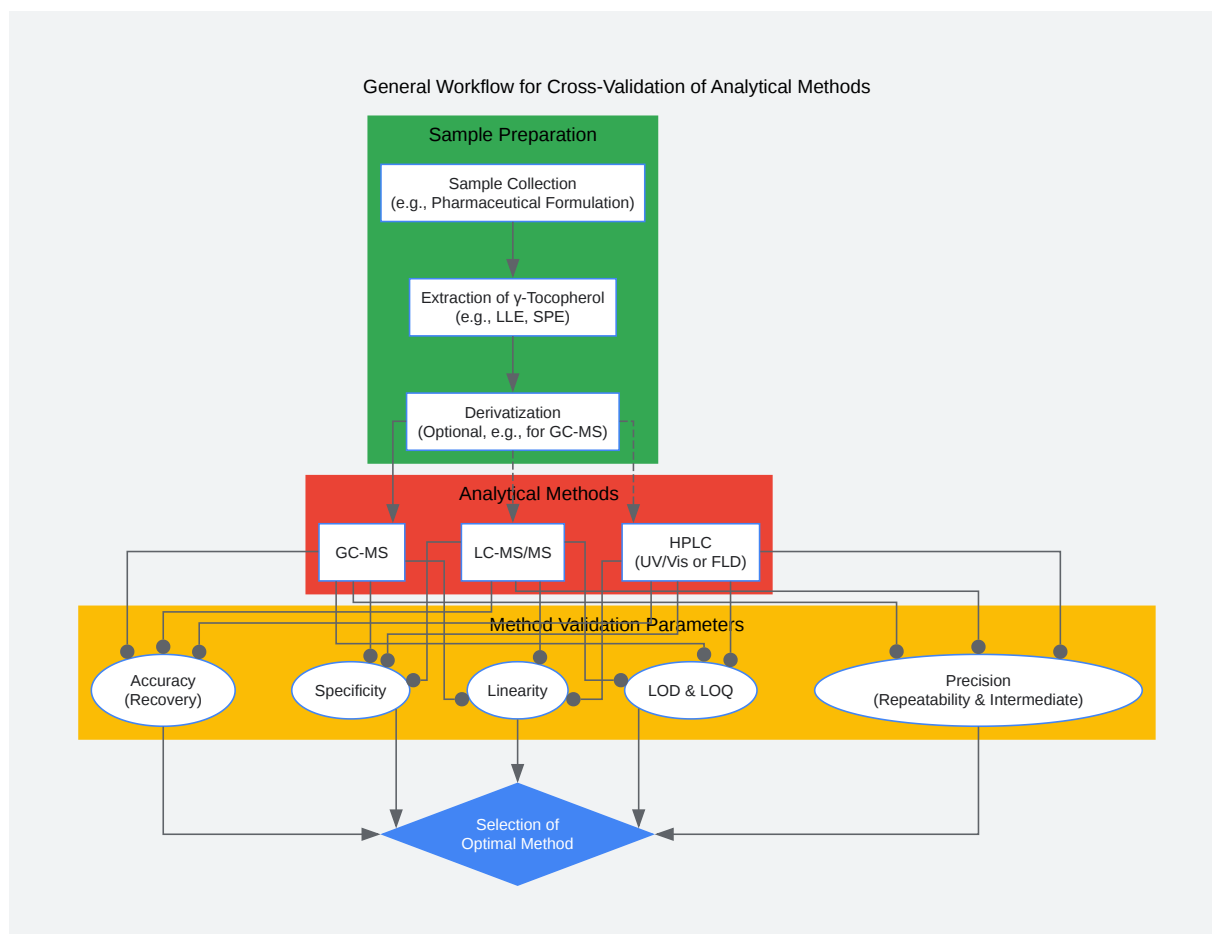 General Workflow for Cross-Validation of Analytical Methods
Sample Preparation
Sample Collection
(e.g., Pharmaceutical Formulation)
Extraction of γ-Tocopherol
(e.g., LLE, SPE)
Derivatization
(Optional, e.g., for GC-MS)
Analytical Methods
GC-MS
LC-MS/MS
HPLC
(UV/Vis or FLD)
Method Validation Parameters
Accuracy
(Recovery)
Specificity
Linearity
LOD & LOQ
Precision
(Repeatability & Intermediate)
Selection of
Optimal Method